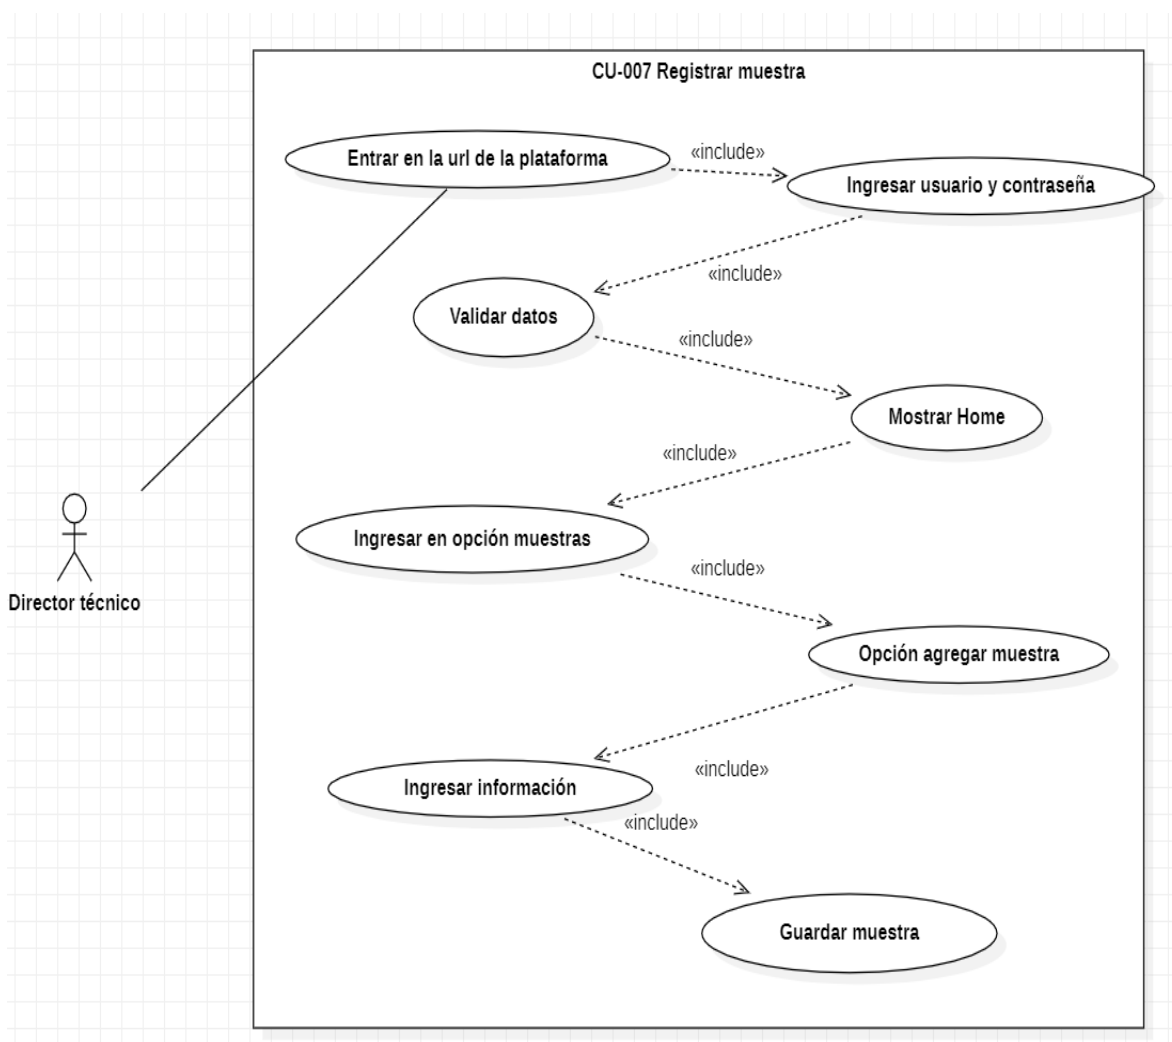 CU-007 Registrar muestra
Entrar en la url de la plataforma
«include»
Ingresar usuario y contraseña
«include»
Validar datos
«include»
Mostrar Home
«include»
Ingresar en opción muestras
«include»
Director técnico
Opción agregar muestra
«include»
Ingresar información
«include»
Guardar muestra